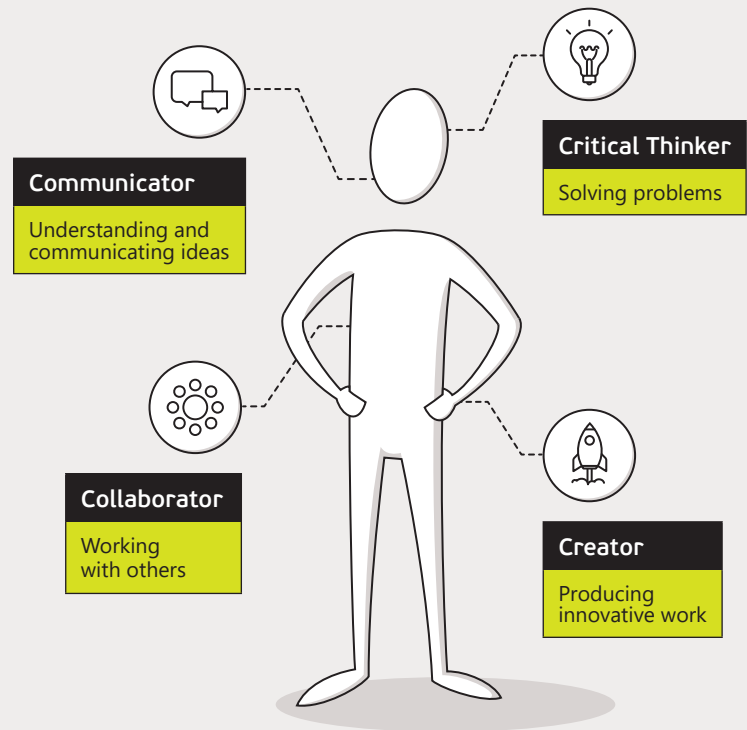 Communicator
Understanding and
communicating ideas
Critical Thinker
Solving problems
Collaborator
Working
with others
Creator
Producing
innovative work